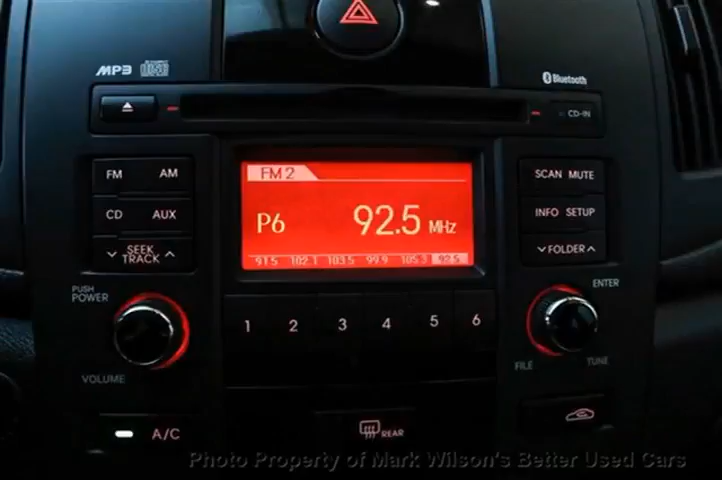 MP3
Bluetooth
CD-IN
FM AM
CD AUX
SEEK
TRACK
FM 2
P6 92.5 MHz
91.5 102.1 103.5 99.9 105.3 92.5
SCAN MUTE
INFO SETUP
FOLDER
PUSH
POWER
VOLUME
1 2 3 4 5 6
ENTER
FILE
TUNE
A/C
REAR
Photo Property of Mark Wilson's Better Used Cars